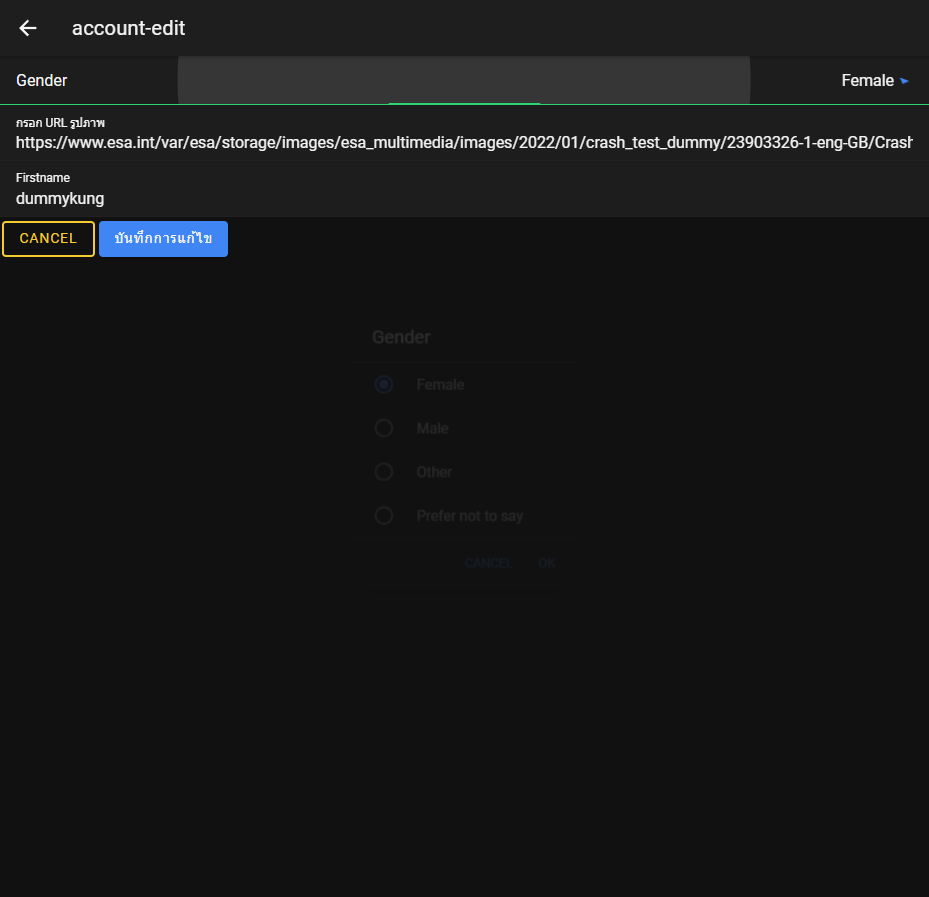 account-edit
Gender
Female
กรอก URL รูปภาพ
https://www.esa.int/var/esa/storage/images/esa_multimedia/images/2022/01/crash_test_dummy/23903326-1-eng-GB/Crash
Firstname
dummykung
CANCEL
บันทึกการแก้ไข
Gender
Female
Male
Other
Prefer not to say
CANCEL OK